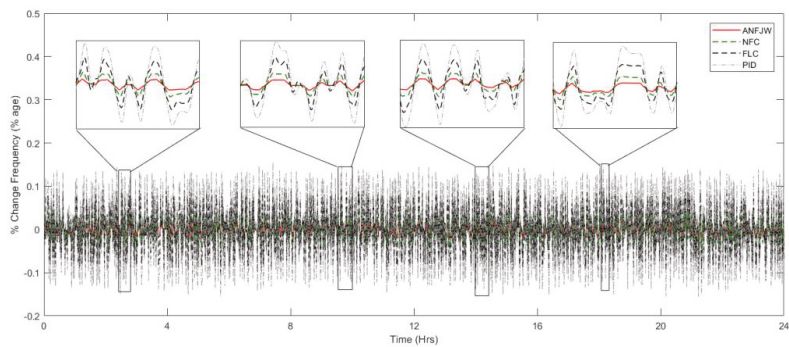 0.5
0.4
0.3
0.2
0.1
0
-0.1
-0.2
% Change Frequency (% age)
ANFJW
NFC
FLC
PID
0 4 8 12 16 20 24
Time (Hrs)